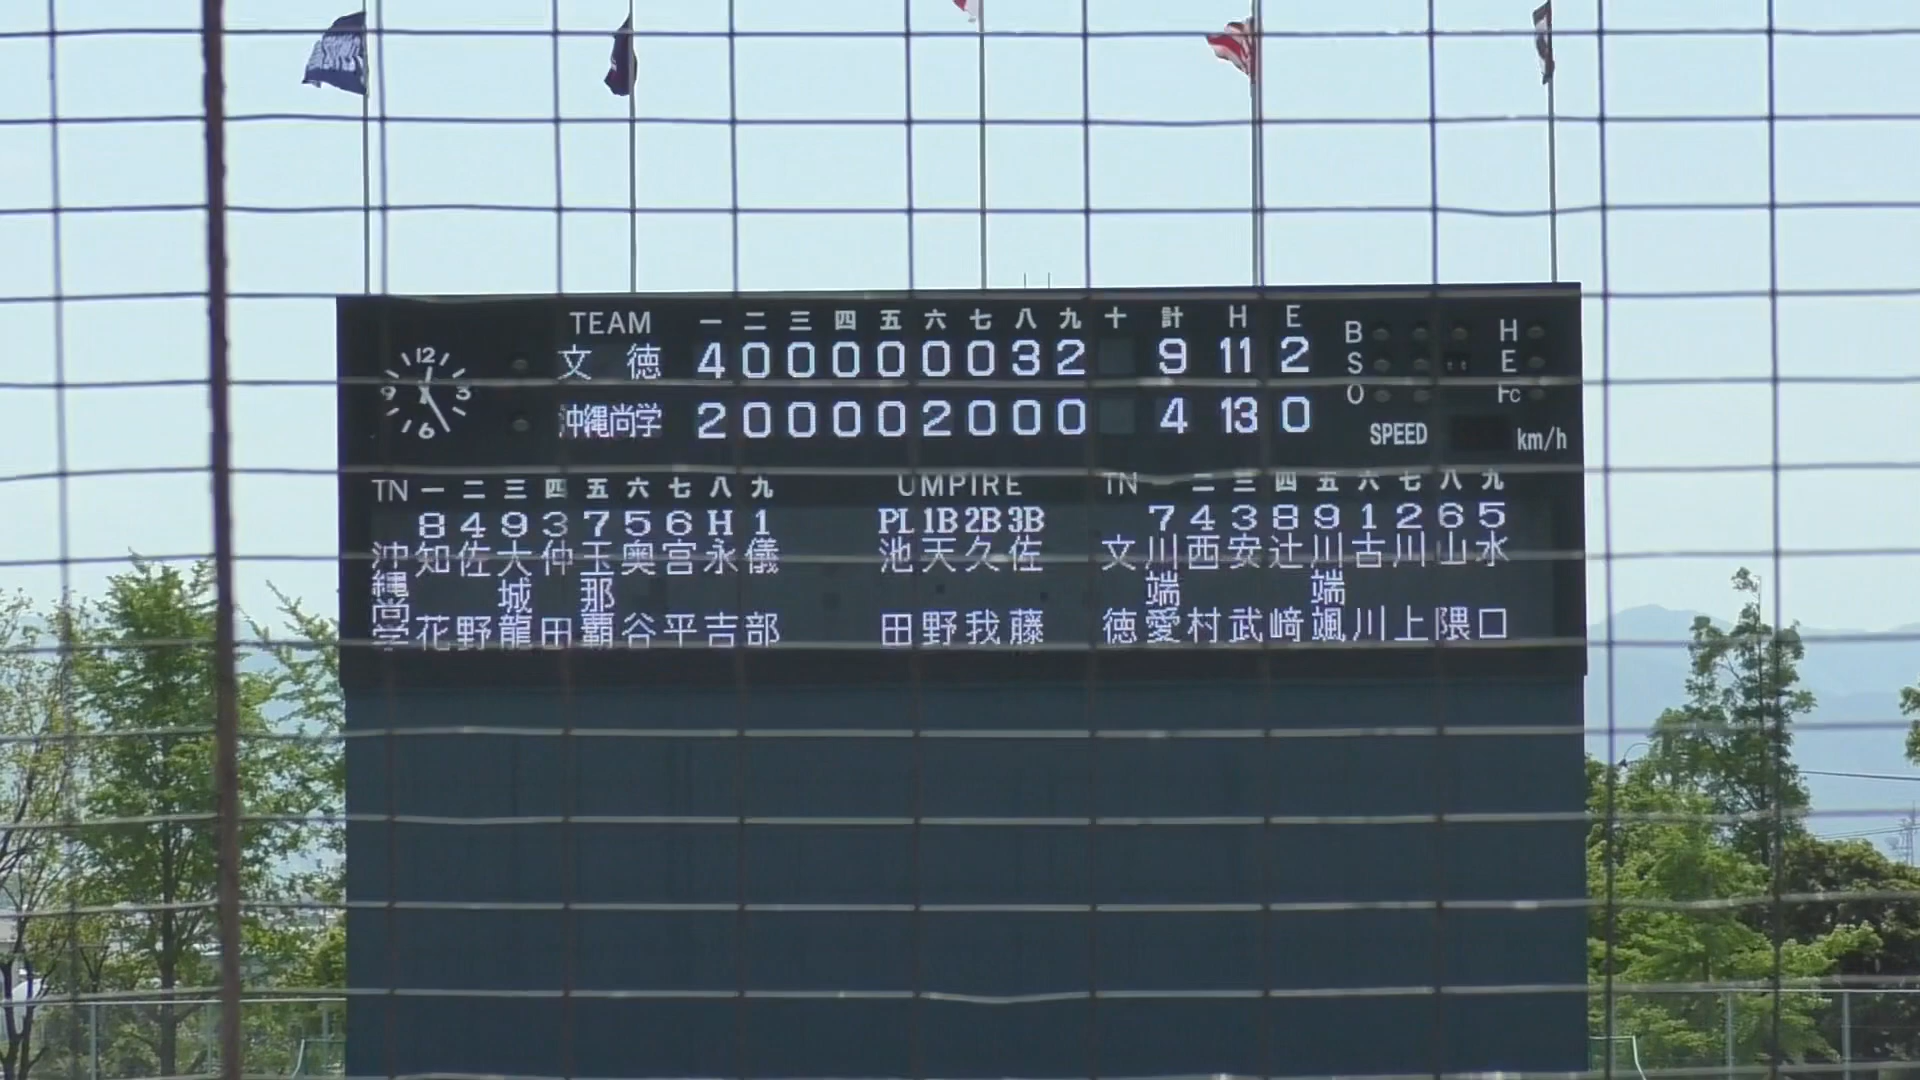 TEAM 一 二 三 四 五 六 七 八 九 十 計 H E
文徳 4 0 0 0 0 0 0 3 2 9 11 2
沖縄尚学 2 0 0 0 0 2 0 0 0 4 13 0
12 3 6 9
B H
S E
O Fc
SPEED km/h
TN 一 二 三 四 五 六 七 八 九
8 4 9 3 7 5 6 H 1
沖縄尚学 知花 佐野 大城龍 仲田 玉那覇 奥谷 宮平 永吉 儀部
UMPIRE
PL 1B 2B 3B
池田 天野 久我 佐藤
TN 二 三 四 五 六 七 八 九
7 4 3 8 9 1 2 6 5
文徳 川端愛 西村 安武 辻﨑 川端颯 古川 川上 山隈 水口